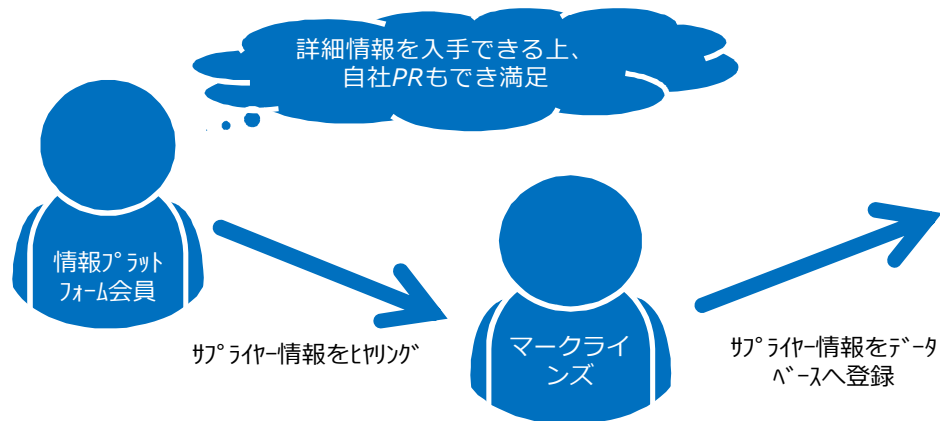 詳細情報を入手できる上、
自社PRもでき満足
情報ﾌﾟﾗｯﾄ
ﾌｫｰﾑ会員
ｻﾌﾟﾗｲﾔｰ情報をﾋﾔﾘﾝｸﾞ
マークライ
ンズ
ｻﾌﾟﾗｲﾔｰ情報をﾃﾞｰﾀ
ﾍﾞｰｽへ登録